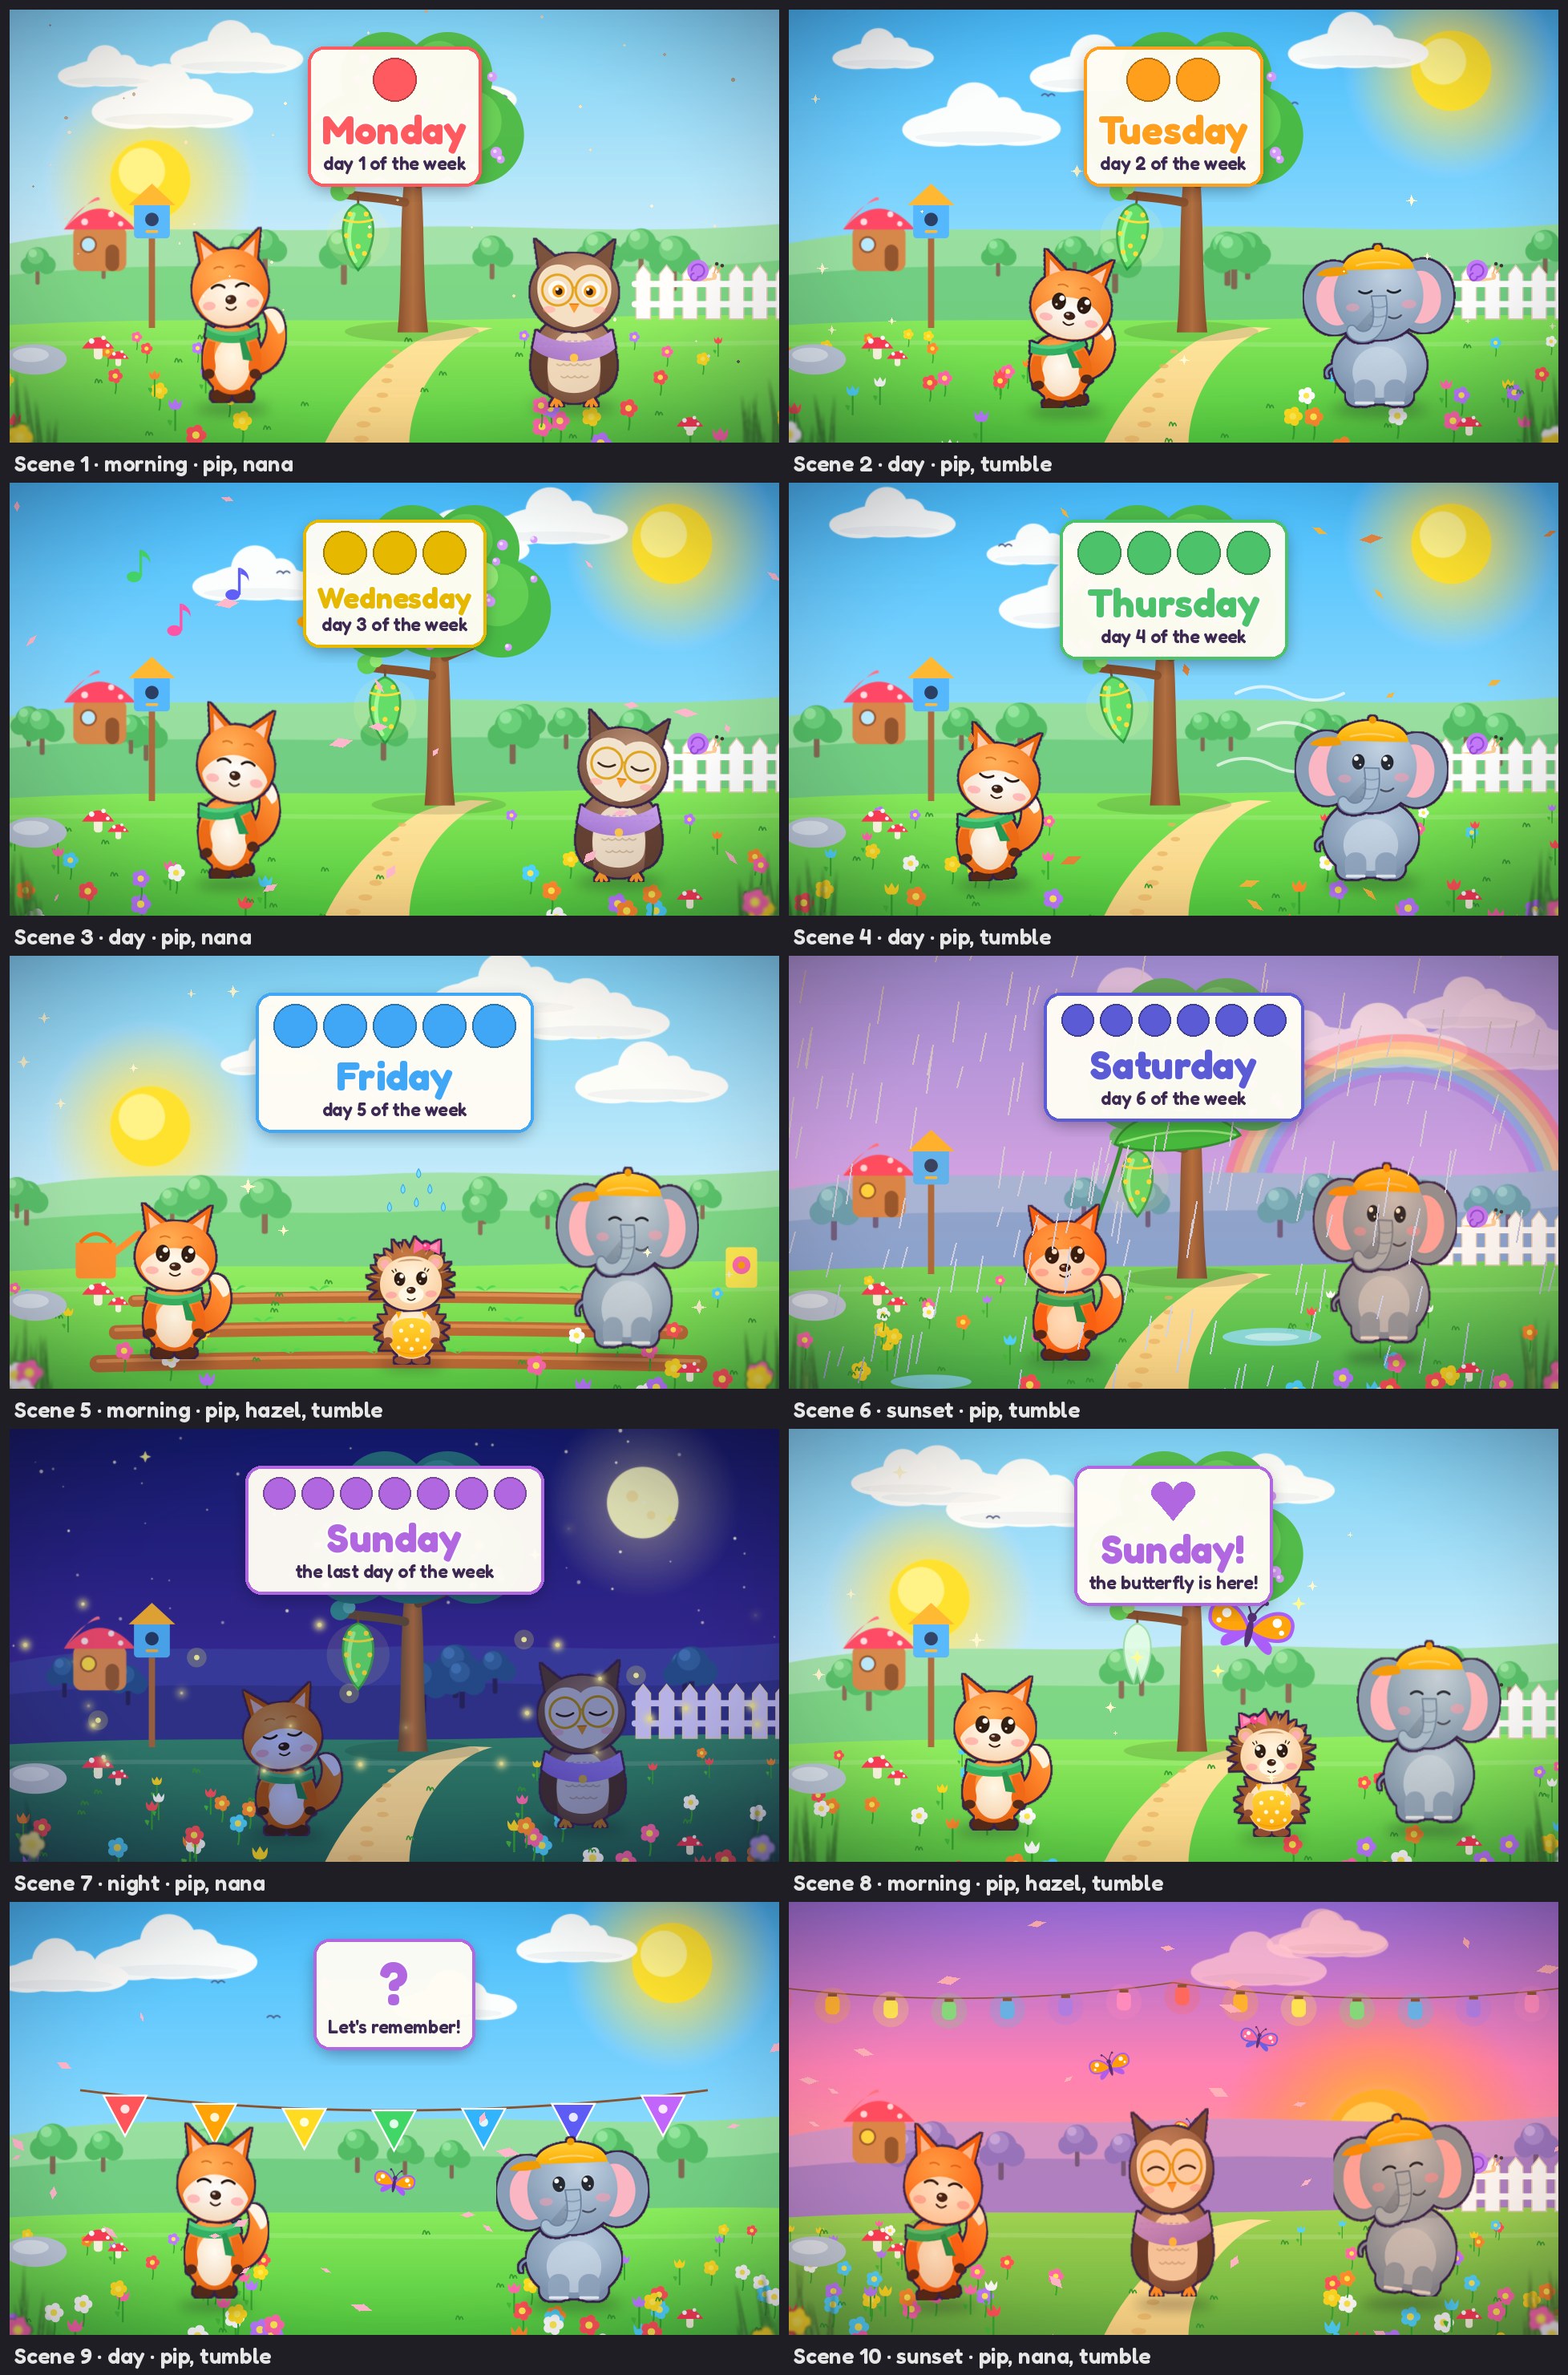 Monday
day 1 of the week
Scene 1 · morning · pip, nana
Tuesday
day 2 of the week
Scene 2 · day · pip, tumble
Wednesday
day 3 of the week
Scene 3 · day · pip, nana
Thursday
day 4 of the week
Scene 4 · day · pip, tumble
Friday
day 5 of the week
Scene 5 · morning · pip, hazel, tumble
Saturday
day 6 of the week
Scene 6 · sunset · pip, tumble
Sunday
the last day of the week
Scene 7 · night · pip, nana
Sunday!
the butterfly is here!
Scene 8 · morning · pip, hazel, tumble
?
Let's remember!
Scene 9 · day · pip, tumble
Scene 10 · sunset · pip, nana, tumble